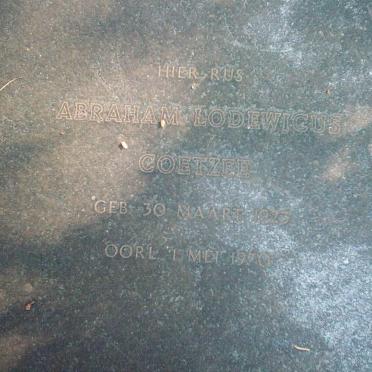 HIER RUS
ABRAHAM LODEWICUS
COETZEE
GEB. 30 MAART
OORL. 1 MEI 1970